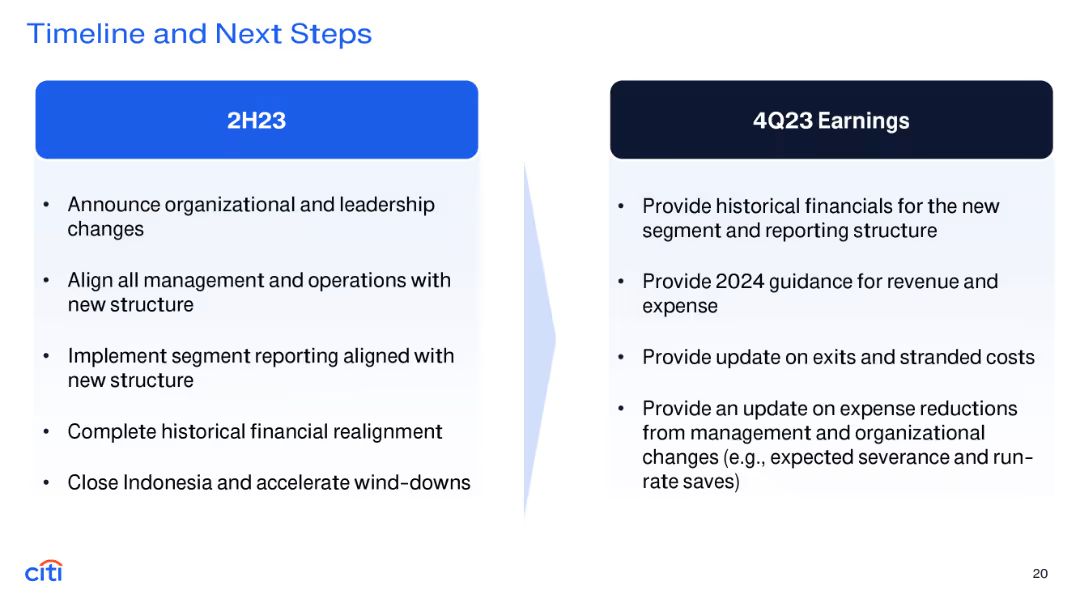 Timeline and Next Steps
2H23
• Announce organizational and leadership
changes
• Align all management and operations with
new structure
• Implement segment reporting aligned with
new structure
• Complete historical financial realignment
• Close Indonesia and accelerate wind-downs
4Q23 Earnings
• Provide historical financials for the new
segment and reporting structure
• Provide 2024 guidance for revenue and
expense
• Provide update on exits and stranded costs
• Provide an update on expense reductions
from management and organizational
changes (e.g., expected severance and run-
rate saves)
citi
20